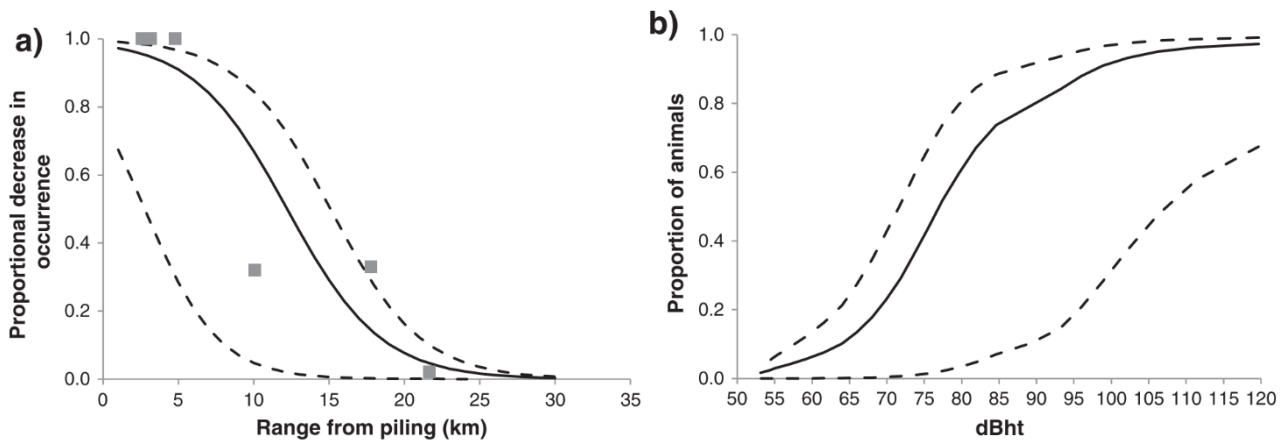 a)
Proportional decrease in
occurrence
1.0
0.8
0.6
0.4
0.2
0.0
0 5 10 15 20 25 30 35
Range from piling (km)
b)
Proportion of animals
1.0
0.8
0.6
0.4
0.2
0.0
50 55 60 65 70 75 80 85 90 95 100 105 110 115 120
dBht